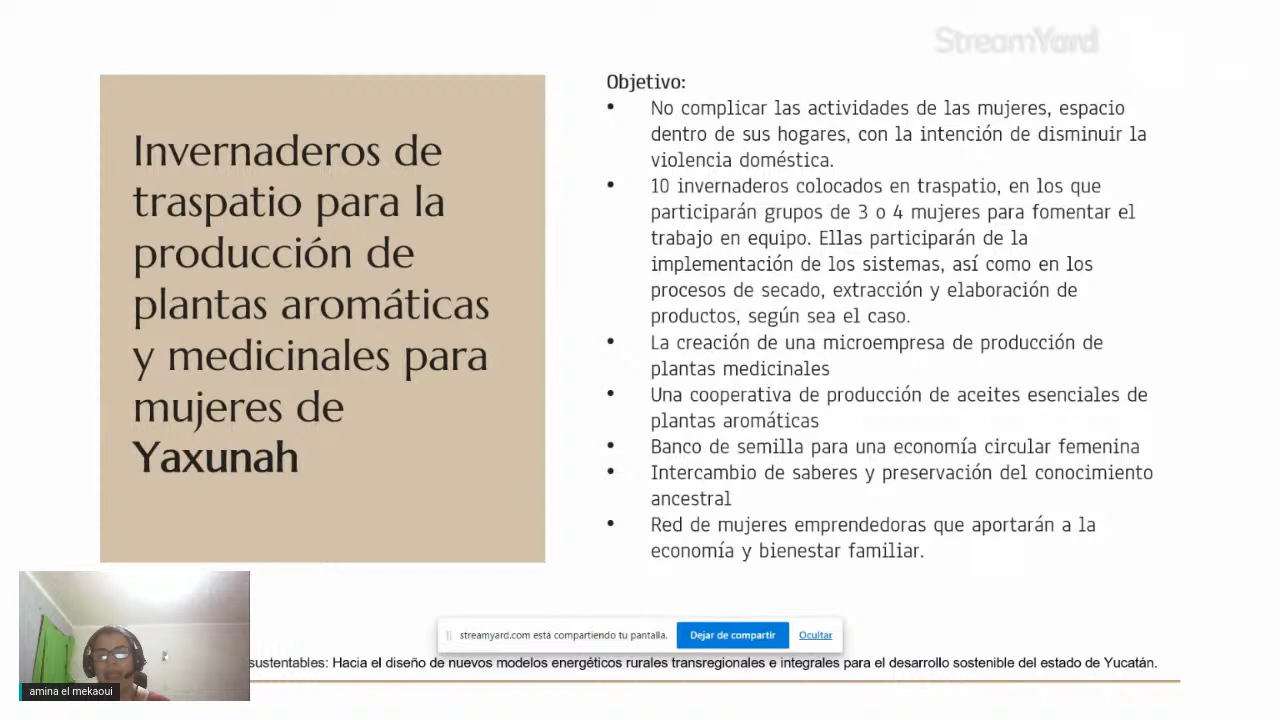 StreamYard
Invernaderos de
traspatio para la
producción de
plantas aromáticas
y medicinales para
mujeres de
Yaxunah
Objetivo:
• No complicar las actividades de las mujeres, espacio
dentro de sus hogares, con la intención de disminuir la
violencia doméstica.
• 10 invernaderos colocados en traspatio, en los que
participarán grupos de 3 o 4 mujeres para fomentar el
trabajo en equipo. Ellas participarán de la
implementación de los sistemas, así como en los
procesos de secado, extracción y elaboración de
productos, según sea el caso.
• La creación de una microempresa de producción de
plantas medicinales
• Una cooperativa de producción de aceites esenciales de
plantas aromáticas
• Banco de semilla para una economía circular femenina
• Intercambio de saberes y preservación del conocimiento
ancestral
• Red de mujeres emprendedoras que aportarán a la
economía y bienestar familiar.
streamyard.com está compartiendo tu pantalla.
Dejar de compartir
Ocultar
sustentables: Hacia el diseño de nuevos modelos energéticos rurales transregionales e integrales para el desarrollo sostenible del estado de Yucatán.
amina el mekaoui